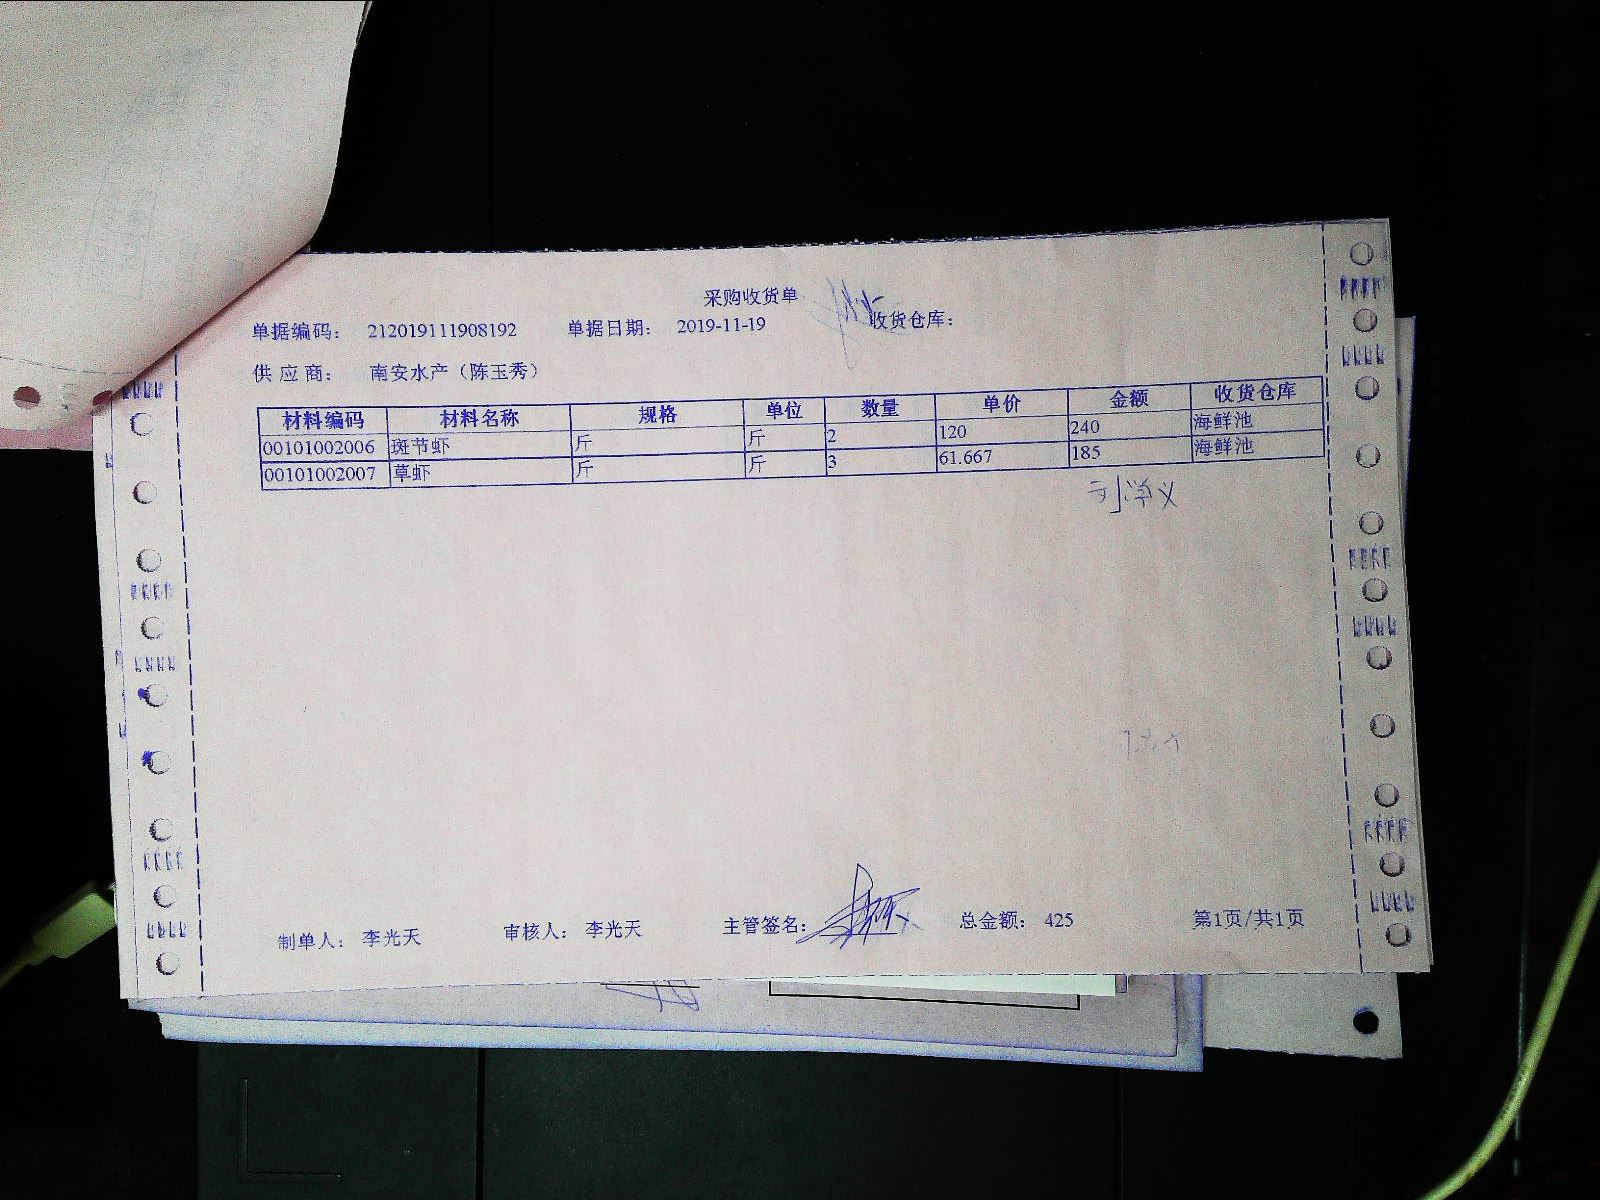 采购收货单
单据编码： 212019111908192 单据日期： 2019-11-19 收货仓库：
供应商： 南安水产（陈玉秀）
材料编码 材料名称 规格 单位 数量 单价 金额 收货仓库
00101002006 斑节虾 斤 斤 2 120 240 海鲜池
00101002007 草虾 斤 斤 3 61.667 185 海鲜池
制单人： 李光天 审核人： 李光天 主管签名： 总金额： 425 第1页/共1页